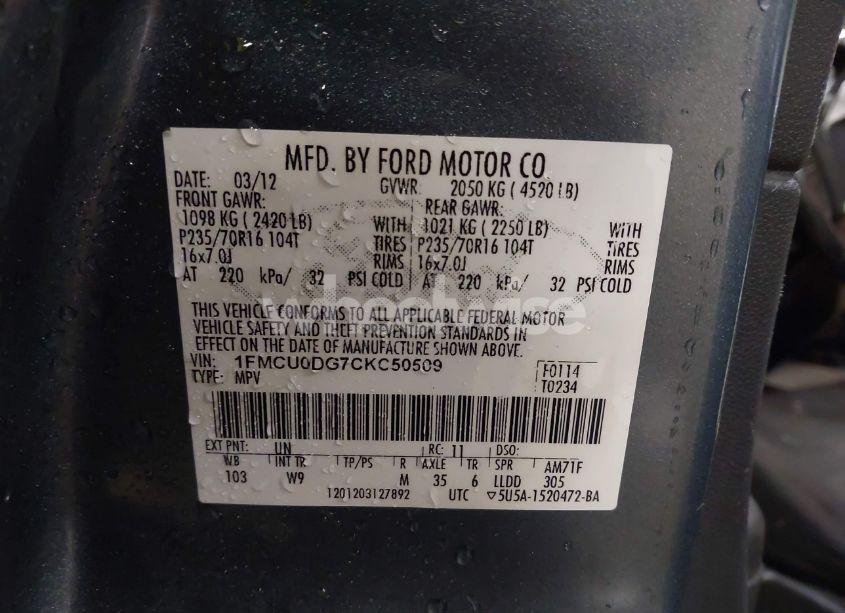 MFD. BY FORD MOTOR CO.
DATE: 03/12 GVWR: 2050 KG ( 4520 LB)
FRONT GAWR: REAR GAWR:
1098 KG ( 2420 LB) WITH 1021 KG ( 2250 LB) WITH
P235/70R16 104T TIRES P235/70R16 104T TIRES
16x7.0J RIMS 16x7.0J RIMS
AT 220 kPa/ 32 PSI COLD AT 220 kPa/ 32 PSI COLD
THIS VEHICLE CONFORMS TO ALL APPLICABLE FEDERAL MOTOR
VEHICLE SAFETY AND THEFT PREVENTION STANDARDS IN
EFFECT ON THE DATE OF MANUFACTURE SHOWN ABOVE.
VIN: 1FMCU0DG7CKC50509 F0114
TYPE: MPV T0234
EXT PNT: UN RC: 11 DSO:
WB INT TR TP/PS R AXLE TR SPR AM71F
103 W9 M 35 6 LLDD 305
1201203127892 UTC ▽5U5A-1520472-BA